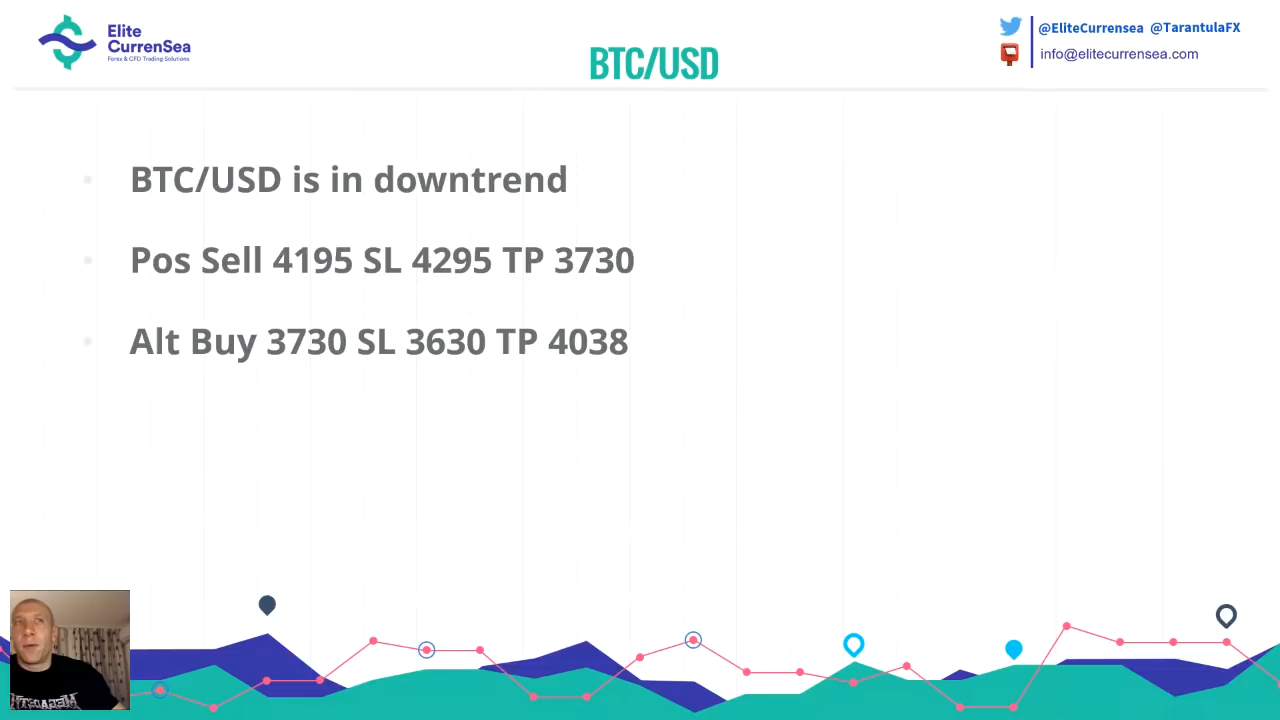 Elite
CurrenSea
Forex & CFD Trading Solutions
BTC/USD
@EliteCurrensea @TarantulaFX
info@elitecurrensea.com
BTC/USD is in downtrend
Pos Sell 4195 SL 4295 TP 3730
Alt Buy 3730 SL 3630 TP 4038